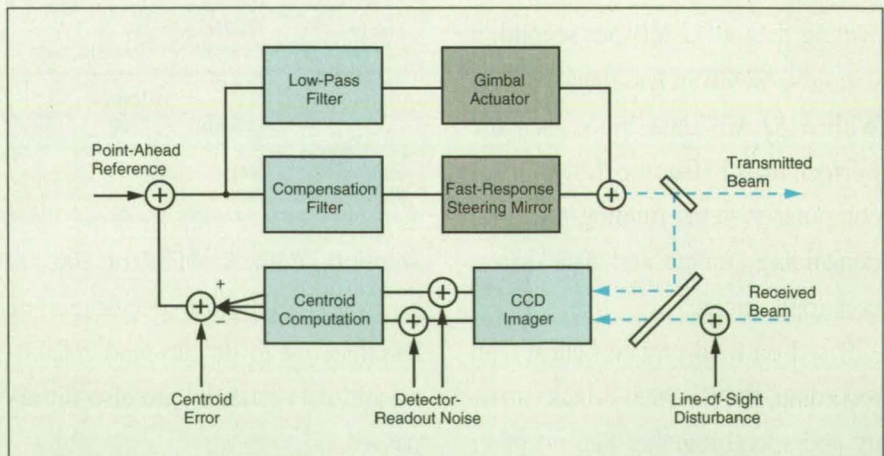 Low-Pass
Filter
Gimbal
Actuator
Point-Ahead
Reference
+
Compensation
Filter
Fast-Response
Steering Mirror
+
Transmitted
Beam
+
+
−
Centroid
Computation
+
+
CCD
Imager
Received
Beam
+
Centroid
Error
Detector-
Readout Noise
Line-of-Sight
Disturbance